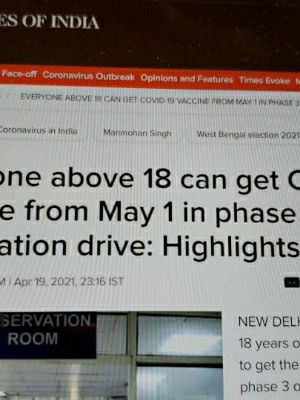 ES OF INDIA
Face-off Coronavirus Outbreak Opinions and Features Times Evoke
EVERYONE ABOVE 18 CAN GET COVID-19 VACCINE FROM MAY 1 IN PHASE 3
Coronavirus in India Manmohan Singh West Bengal election 2021
one above 18 can get C
e from May 1 in phase
ation drive: Highlights
M | Apr 19, 2021, 23:16 IST
SERVATION
ROOM
NEW DELH
18 years o
to get the
phase 3 o